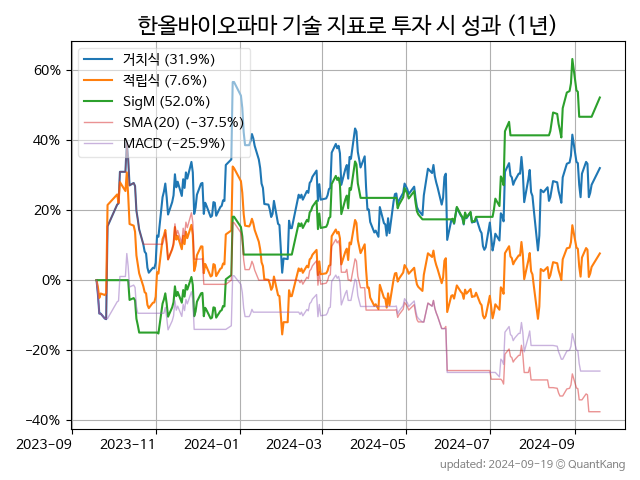 한올바이오파마 기술 지표로 투자 시 성과 (1년)
거치식 (31.9%)
적립식 (7.6%)
SigM (52.0%)
SMA(20) (−37.5%)
MACD (−25.9%)
60%
40%
20%
0%
−20%
−40%
2023-09 2023-11 2024-01 2024-03 2024-05 2024-07 2024-09
updated: 2024-09-19 © QuantKang